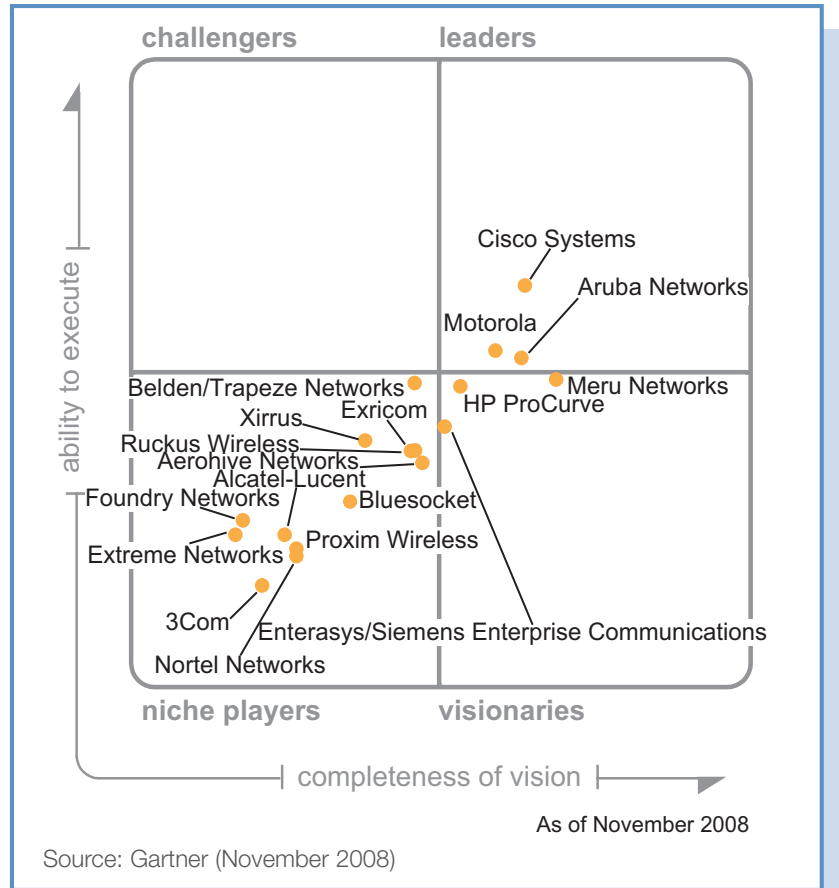 challengers
leaders
ability to execute
Cisco Systems
Aruba Networks
Motorola
Belden/Trapeze Networks
Meru Networks
HP ProCurve
Exricom
Xirrus
Ruckus Wireless
Aerohive Networks
Alcatel-Lucent
Foundry Networks
Bluesocket
Extreme Networks
Proxim Wireless
3Com
Enterasys/Siemens Enterprise Communications
Nortel Networks
niche players
visionaries
completeness of vision
As of November 2008
Source: Gartner (November 2008)